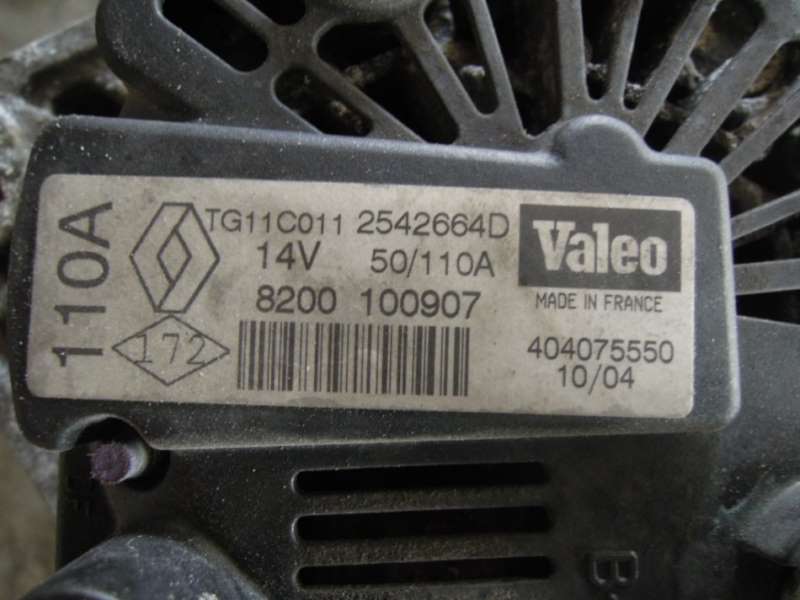 110A
TG11C011 2542664D
14V 50/110A
8200 100907
172
Valeo
MADE IN FRANCE
404075550
10/04
B